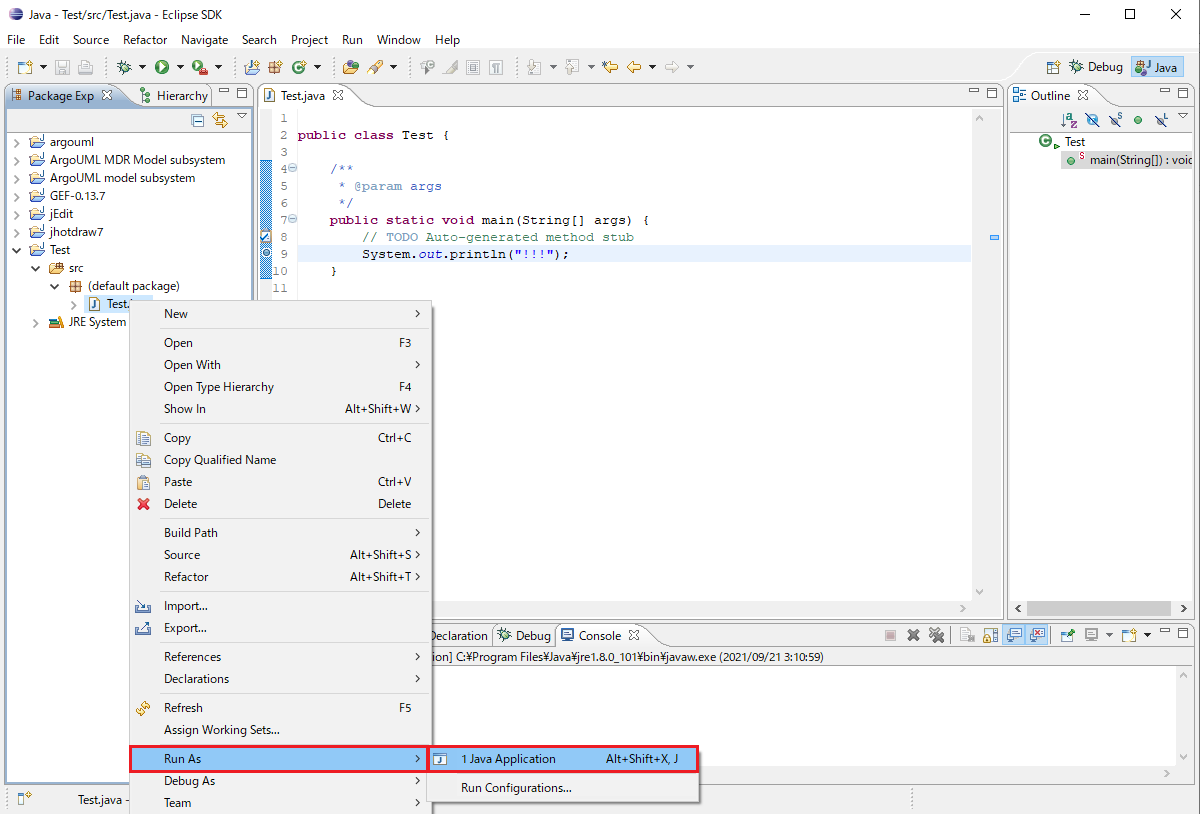 Java - Test/src/Test.java - Eclipse SDK
File Edit Source Refactor Navigate Search Project Run Window Help
Debug Java
Package Exp Hierarchy
argouml
ArgoUML MDR Model subsystem
ArgoUML model subsystem
GEF-0.13.7
jEdit
jhotdraw7
Test
src
(default package)
Test.
JRE System
Test.java
1
2 public class Test {
3
4 /**
5 * @param args
6 */
7 public static void main(String[] args) {
8 // TODO Auto-generated method stub
9 System.out.println("!!!");
10 }
11
Outline
Test
main(String[]) : void
New
Open F3
Open With
Open Type Hierarchy F4
Show In Alt+Shift+W
Copy Ctrl+C
Copy Qualified Name
Paste Ctrl+V
Delete Delete
Build Path
Source Alt+Shift+S
Refactor Alt+Shift+T
Import...
Export...
References
Declarations
Refresh F5
Assign Working Sets...
Run As
Debug As
Team
1 Java Application Alt+Shift+X, J
Run Configurations...
Declaration Debug Console
ion] C:¥Program Files¥Java¥jre1.8.0_101¥bin¥javaw.exe (2021/09/21 3:10:59)
Test.java -